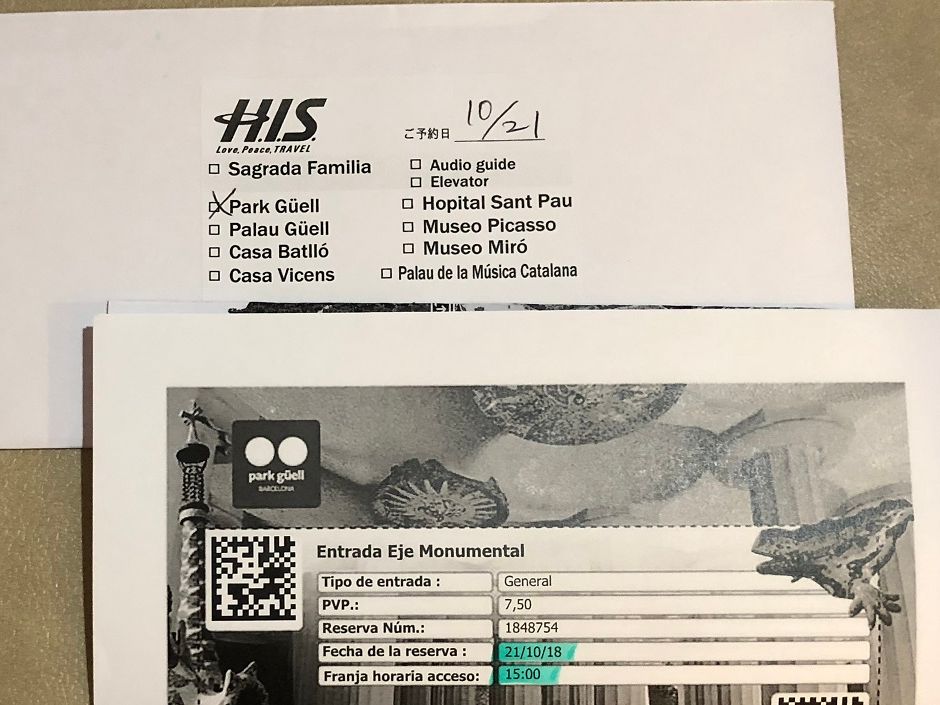 H.I.S.
Love, Peace, TRAVEL
ご予約日 10/21
□ Sagrada Familia
□ Audio guide
□ Elevator
□ Park Güell
□ Hopital Sant Pau
□ Palau Güell
□ Museo Picasso
□ Casa Batlló
□ Museo Miró
□ Casa Vicens
□ Palau de la Música Catalana
park güell
BARCELONA
Entrada Eje Monumental
Tipo de entrada : General
PVP.: 7,50
Reserva Núm.: 1848754
Fecha de la reserva : 21/10/18
Franja horaria acceso: 15:00